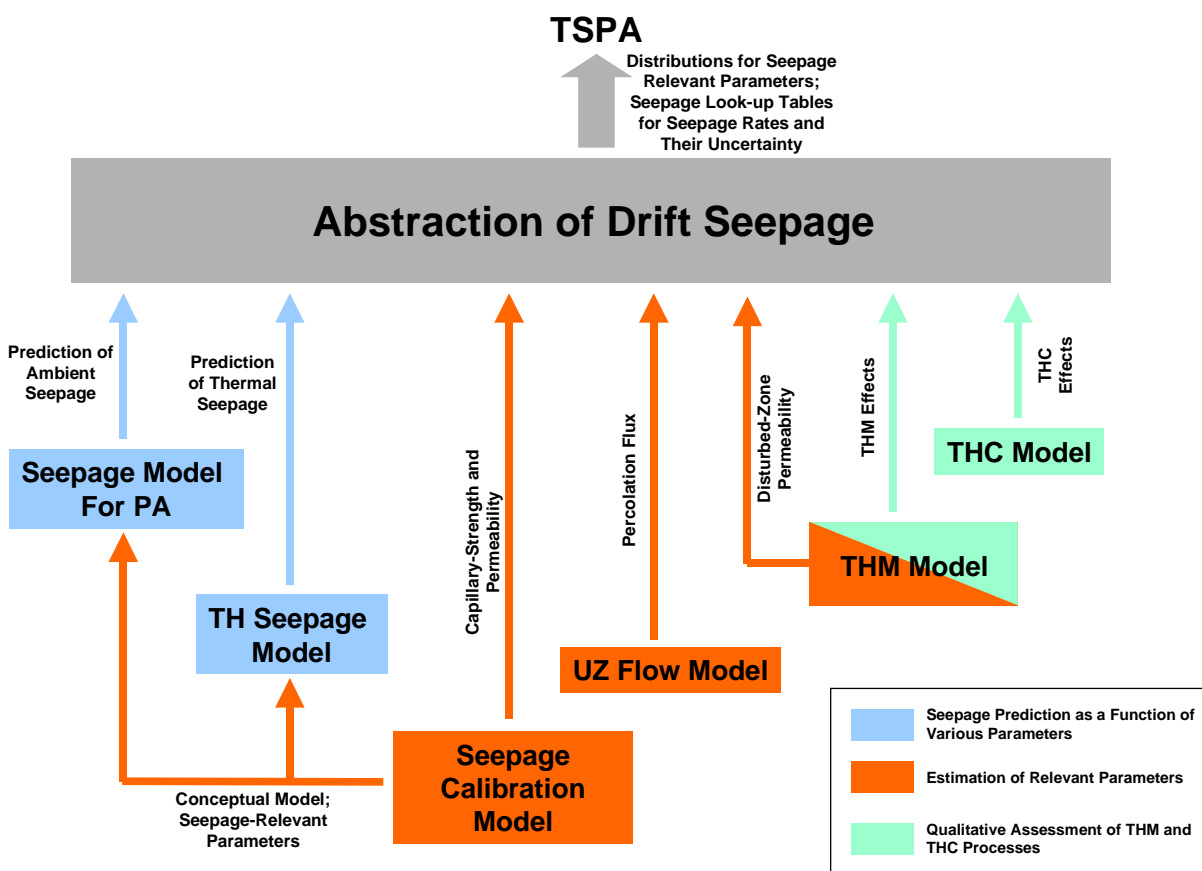 TSPA
Distributions for Seepage
Relevant Parameters;
Seepage Look-up Tables
for Seepage Rates and
Their Uncertainty
Abstraction of Drift Seepage
Prediction of
Ambient
Seepage
Prediction
of Thermal
Seepage
Capillary-Strength and
Permeability
Percolation Flux
Disturbed-Zone
Permeability
THM Effects
THC
Effects
Seepage Model
For PA
THC Model
THM Model
TH Seepage
Model
UZ Flow Model
Seepage
Calibration
Model
Conceptual Model;
Seepage-Relevant
Parameters
Seepage Prediction as a Function of
Various Parameters
Estimation of Relevant Parameters
Qualitative Assessment of THM and
THC Processes